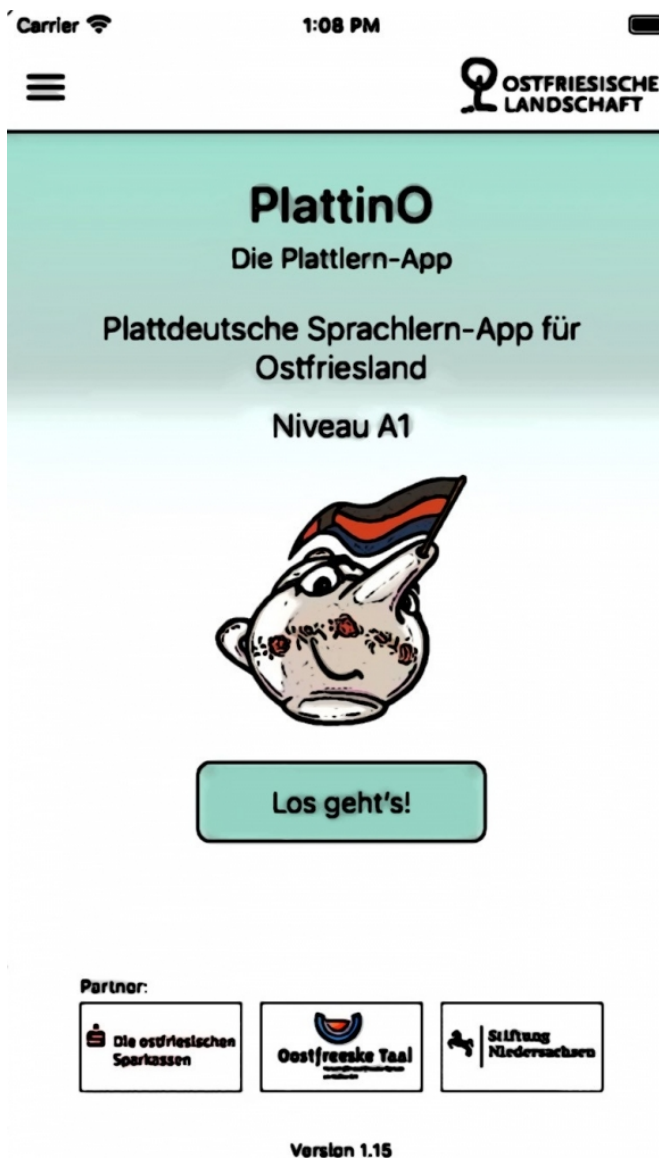 Carrier 1:08 PM
OSTFRIESISCHE
LANDSCHAFT
PlattinO
Die Plattlern-App
Plattdeutsche Sprachlern-App für
Ostfriesland
Niveau A1
Los geht's!
Partner:
Die ostfriesischen
Sparkassen
Oostfreeske Taal
Stiftung
Niedersachsen
Version 1.15